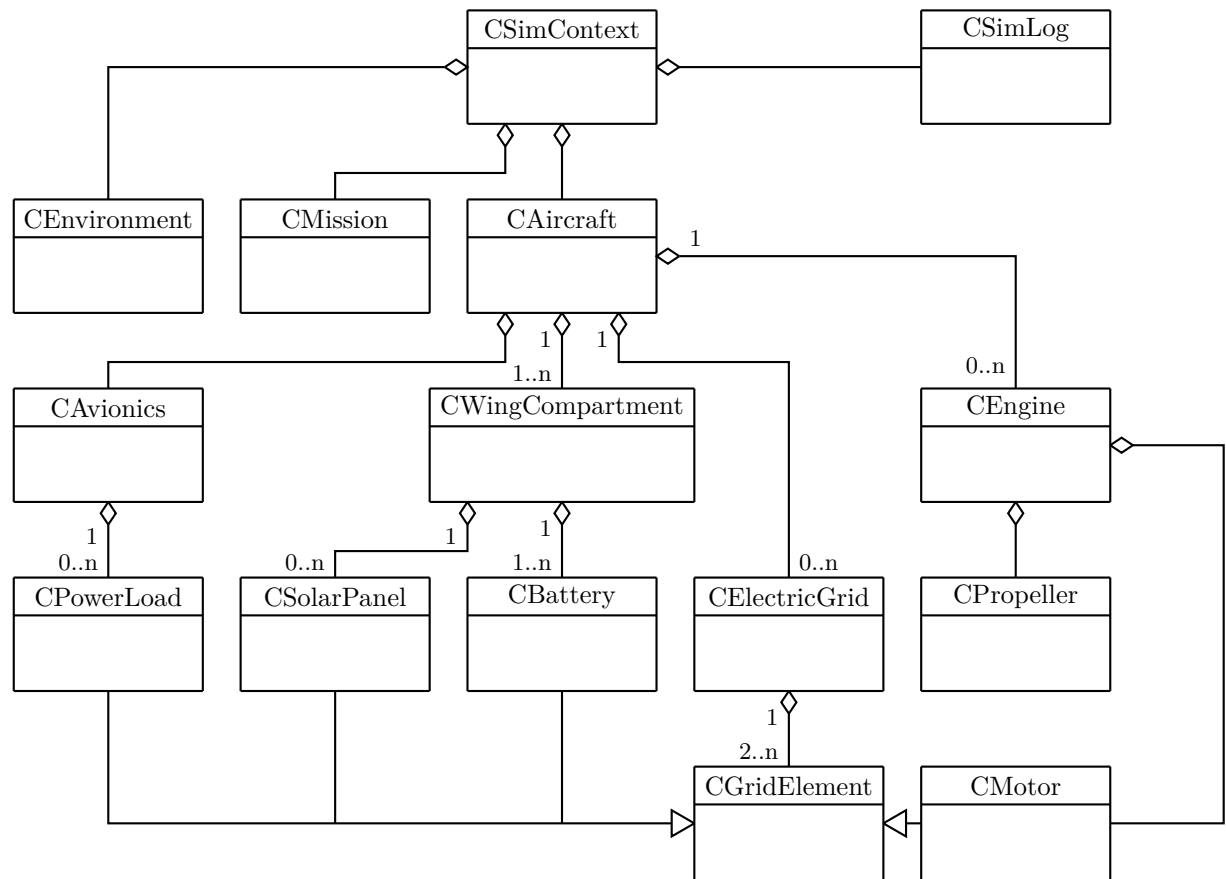 CSimContext
CSimLog
CEnvironment
CMission
CAircraft
1
1
1
1..n
0..n
CAvionics
CWingCompartment
CEngine
1
1
1
0..n
0..n
1..n
0..n
CPowerLoad
CSolarPanel
CBattery
CElectricGrid
CPropeller
1
2..n
CGridElement
CMotor